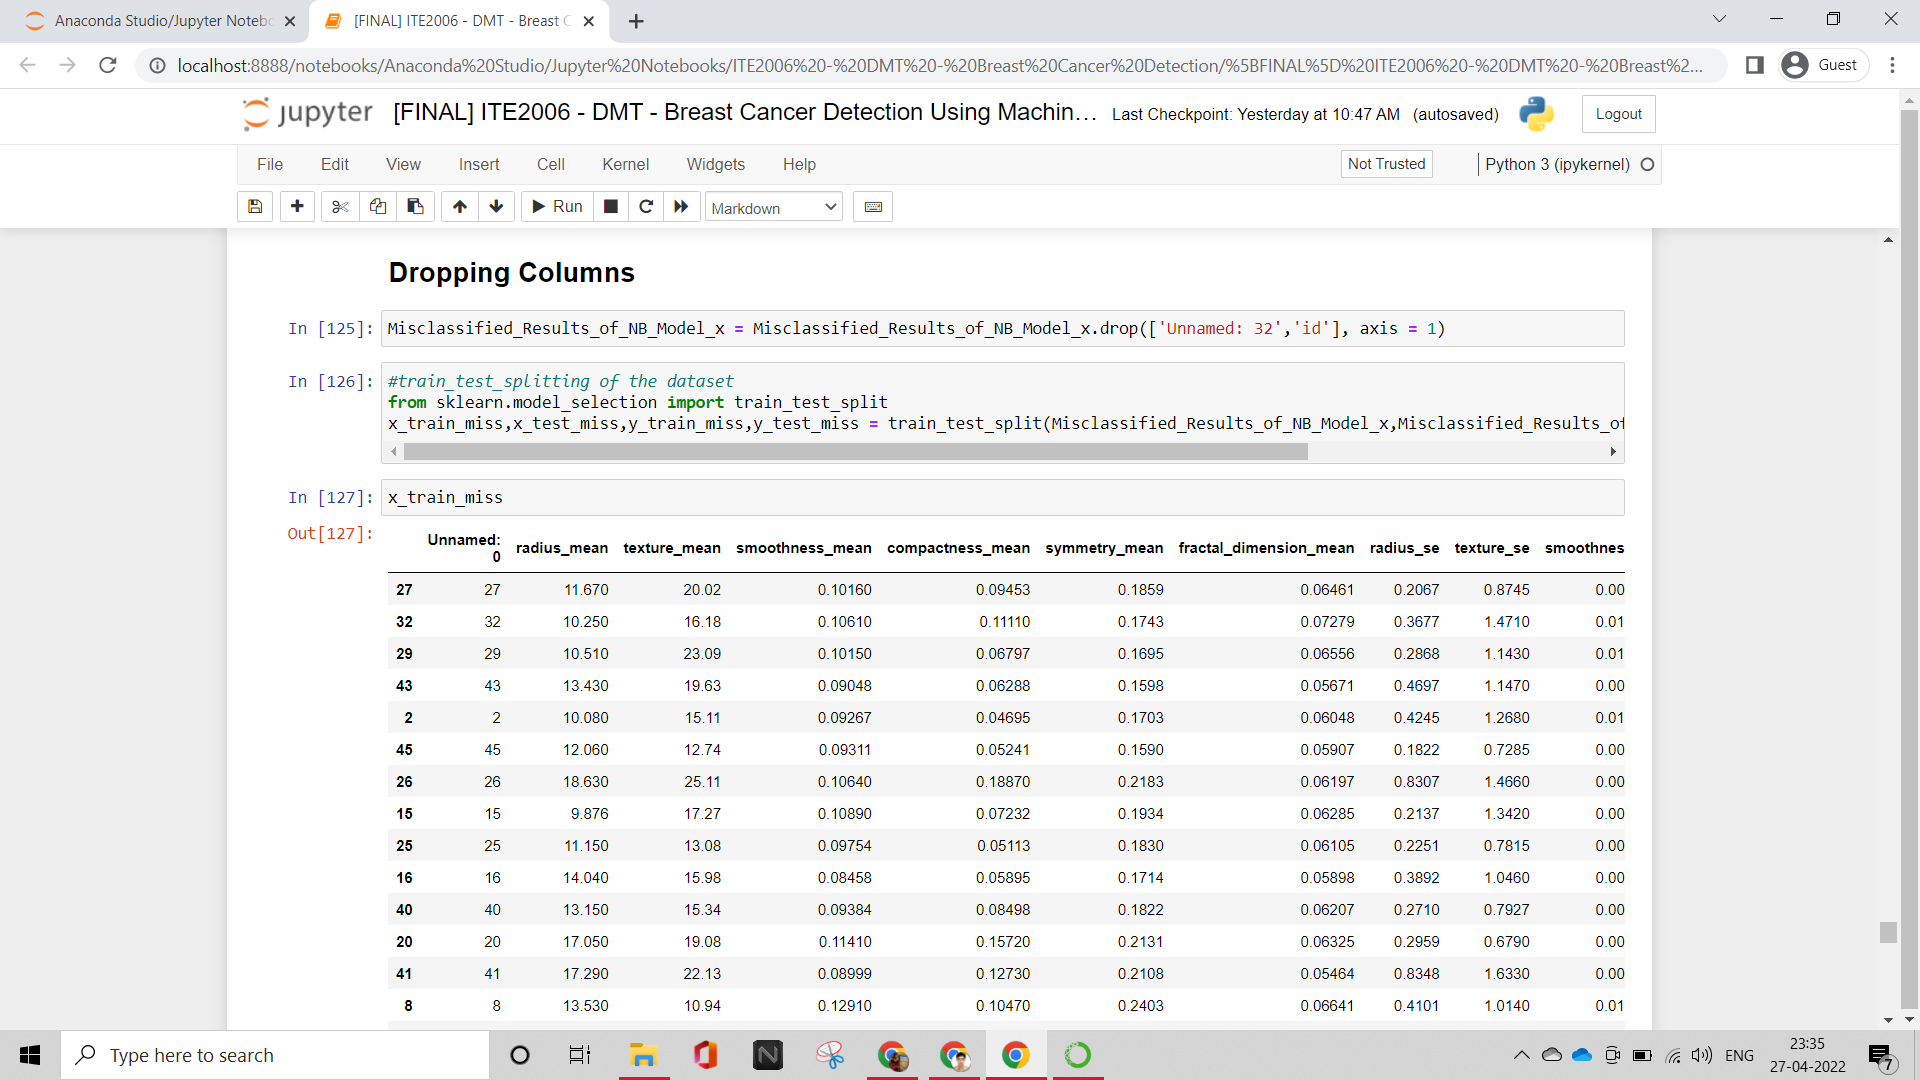 Anaconda Studio/Jupyter Noteb
[FINAL] ITE2006 - DMT - Breast C
localhost:8888/notebooks/Anaconda%20Studio/Jupyter%20Notebooks/ITE2006%20-%20DMT%20-%20Breast%20Cancer%20Detection/%5BFINAL%5D%20ITE2006%20-%20DMT%20-%20Breast%2...
Guest
jupyter [FINAL] ITE2006 - DMT - Breast Cancer Detection Using Machin... Last Checkpoint: Yesterday at 10:47 AM (autosaved) Logout
File Edit View Insert Cell Kernel Widgets Help Not Trusted Python 3 (ipykernel)
Run Markdown
Dropping Columns
In [125]: Misclassified_Results_of_NB_Model_x = Misclassified_Results_of_NB_Model_x.drop(['Unnamed: 32','id'], axis = 1)
In [126]: #train_test_splitting of the dataset
from sklearn.model_selection import train_test_split
x_train_miss,x_test_miss,y_train_miss,y_test_miss = train_test_split(Misclassified_Results_of_NB_Model_x,Misclassified_Results_of
In [127]: x_train_miss
Out[127]:
Unnamed: 0 radius_mean texture_mean smoothness_mean compactness_mean symmetry_mean fractal_dimension_mean radius_se texture_se smoothnes
27 27 11.670 20.02 0.10160 0.09453 0.1859 0.06461 0.2067 0.8745 0.00
32 32 10.250 16.18 0.10610 0.11110 0.1743 0.07279 0.3677 1.4710 0.01
29 29 10.510 23.09 0.10150 0.06797 0.1695 0.06556 0.2868 1.1430 0.01
43 43 13.430 19.63 0.09048 0.06288 0.1598 0.05671 0.4697 1.1470 0.00
2 2 10.080 15.11 0.09267 0.04695 0.1703 0.06048 0.4245 1.2680 0.01
45 45 12.060 12.74 0.09311 0.05241 0.1590 0.05907 0.1822 0.7285 0.00
26 26 18.630 25.11 0.10640 0.18870 0.2183 0.06197 0.8307 1.4660 0.00
15 15 9.876 17.27 0.10890 0.07232 0.1934 0.06285 0.2137 1.3420 0.00
25 25 11.150 13.08 0.09754 0.05113 0.1830 0.06105 0.2251 0.7815 0.00
16 16 14.040 15.98 0.08458 0.05895 0.1714 0.05898 0.3892 1.0460 0.00
40 40 13.150 15.34 0.09384 0.08498 0.1822 0.06207 0.2710 0.7927 0.00
20 20 17.050 19.08 0.11410 0.15720 0.2131 0.06325 0.2959 0.6790 0.00
41 41 17.290 22.13 0.08999 0.12730 0.2108 0.05464 0.8348 1.6330 0.00
8 8 13.530 10.94 0.12910 0.10470 0.2403 0.06641 0.4101 1.0140 0.01
Type here to search
ENG
23:35
27-04-2022
7